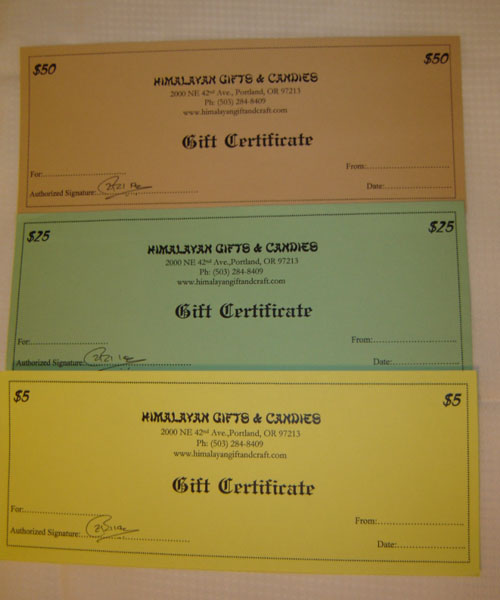 $50 $50
HIMALAYAN GIFTS & CANDIES
2000 NE 42nd Ave., Portland, OR 97213
Ph: (503) 284-8409
www.himalayangiftandcraft.com
Gift Certificate
For:.......................... From:..........................
Authorized Signature:..........................
Date:..........................
$25 $25
HIMALAYAN GIFTS & CANDIES
2000 NE 42nd Ave.,Portland, OR 97213
Ph: (503) 284-8409
www.himalayangiftandcraft.com
Gift Certificate
For:.......................... From:..........................
Authorized Signature:..........................
Date:..........................
$5 $5
HIMALAYAN GIFTS & CANDIES
2000 NE 42nd Ave.,Portland, OR 97213
Ph: (503) 284-8409
www.himalayangiftandcraft.com
Gift Certificate
For:.......................... From:..........................
Authorized Signature:..........................
Date:..........................